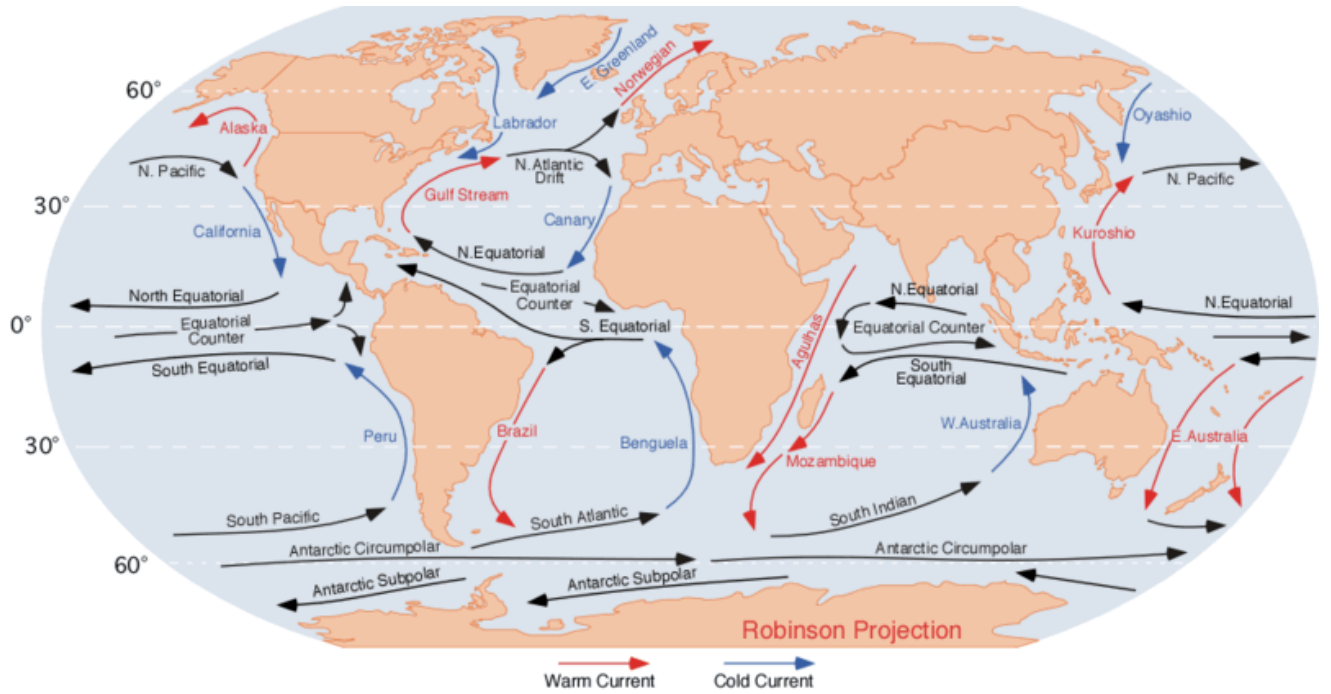 E. Greenland
Norwegian
60°
Labrador
Alaska
Oyashio
N. Pacific
N.Atlantic
Drift
N. Pacific
Gulf Stream
30°
California
Canary
Kuroshio
N.Equatorial
North Equatorial
Equatorial
Counter
N.Equatorial
N.Equatorial
0°
Equatorial
Counter
S. Equatorial
Agulhas
Equatorial Counter
South Equatorial
South
Equatorial
30°
Peru
Brazil
Benguela
Mozambique
W.Australia
E.Australia
South Pacific
South Atlantic
South Indian
60°
Antarctic Circumpolar
Antarctic Circumpolar
Antarctic Subpolar
Antarctic Subpolar
Robinson Projection
Warm Current
Cold Current